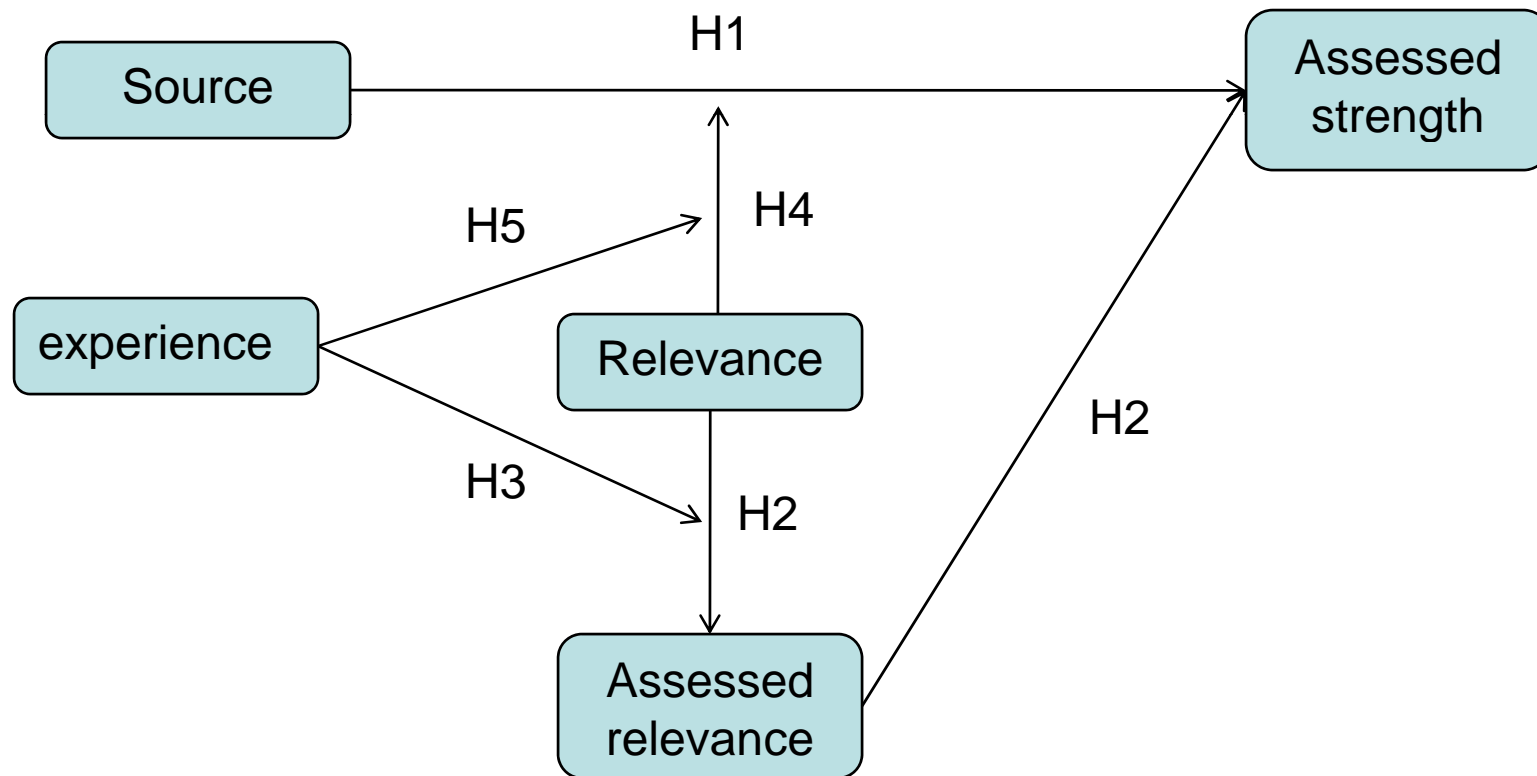 H1
Source
Assessed
strength
H5
H4
experience
Relevance
H2
H3
H2
Assessed
relevance